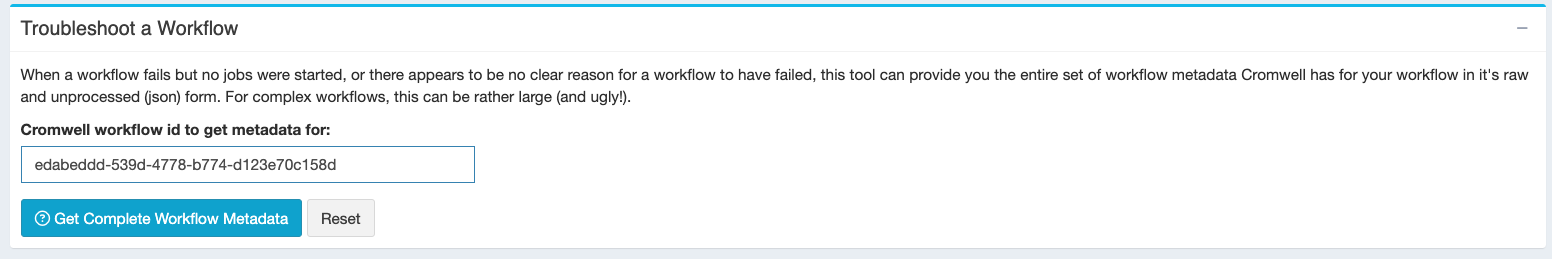 Troubleshoot a Workflow
When a workflow fails but no jobs were started, or there appears to be no clear reason for a workflow to have failed, this tool can provide you the entire set of workflow metadata Cromwell has for your workflow in it's raw
and unprocessed (json) form. For complex workflows, this can be rather large (and ugly!).
Cromwell workflow id to get metadata for:
edabeddd-539d-4778-b774-d123e70c158d
Get Complete Workflow Metadata Reset